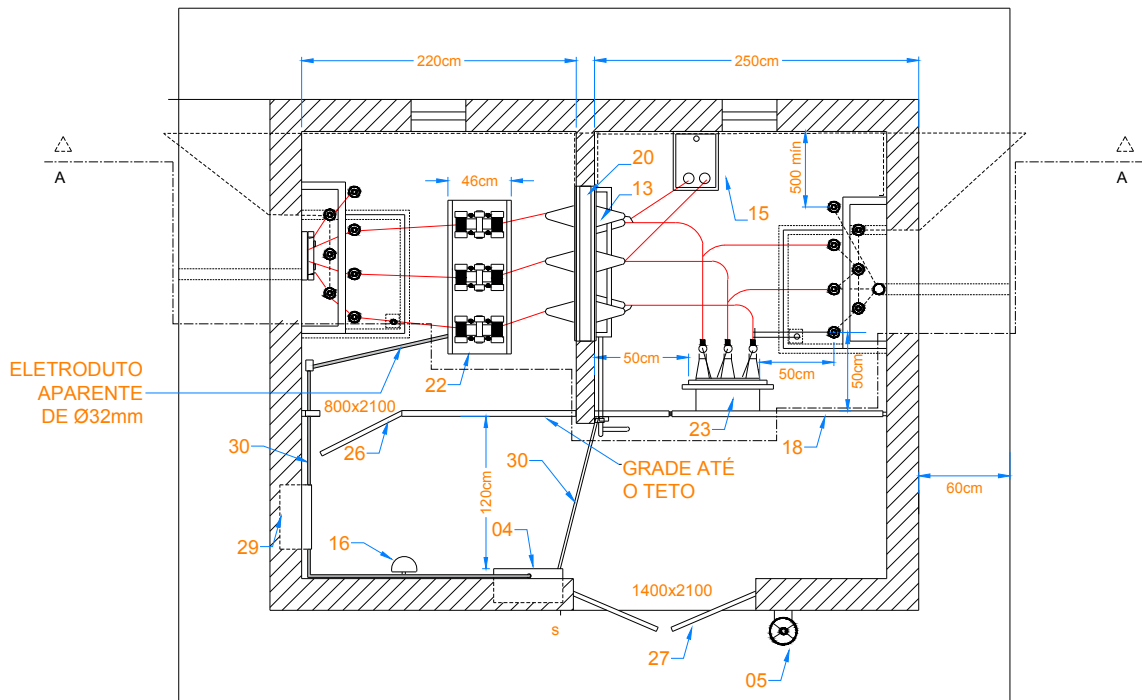 220cm
250cm
A
A
46cm
20
13
15
500 mín
ELETRODUTO
APARENTE
DE Ø32mm
22
50cm
50cm
50cm
800x2100
23
26
18
30
30
GRADE ATÉ
O TETO
120cm
60cm
29
16
04
1400x2100
s
27
05